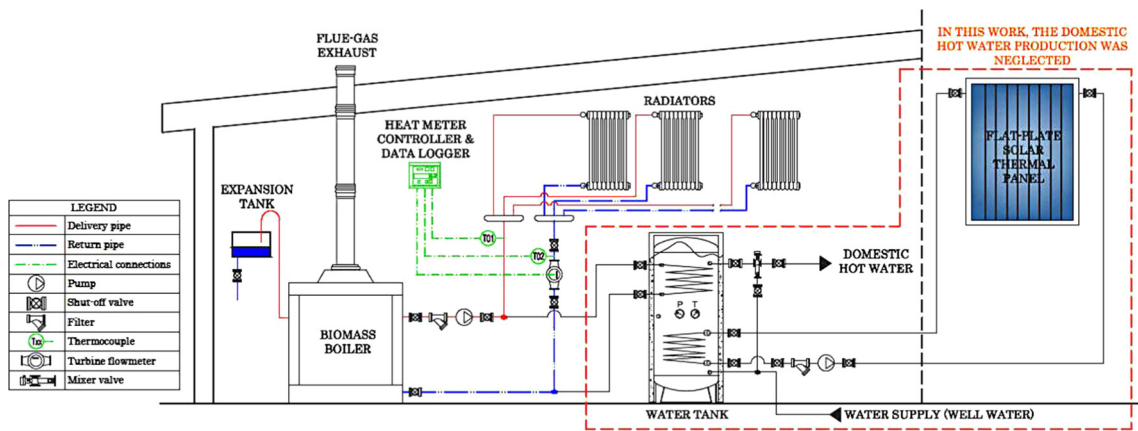 FLUE-GAS
EXHAUST
IN THIS WORK, THE DOMESTIC
HOT WATER PRODUCTION WAS
NEGLECTED
HEAT METER
CONTROLLER &
DATA LOGGER
RADIATORS
FLAT-PLATE
SOLAR
THERMAL
PANEL
EXPANSION
TANK
LEGEND
Delivery pipe
Return pipe
Electrical connections
Pump
Shut-off valve
Filter
Txx
Thermocouple
Turbine flowmeter
Mixer valve
T01
T02
DOMESTIC
HOT WATER
P T
BIOMASS
BOILER
WATER TANK
WATER SUPPLY (WELL WATER)